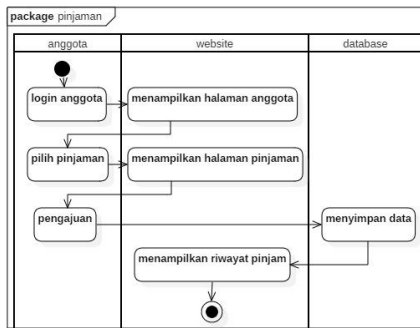 package pinjaman
anggota website database
login anggota menampilkan halaman anggota
pilih pinjaman menampilkan halaman pinjaman
pengajuan menyimpan data
menampilkan riwayat pinjam